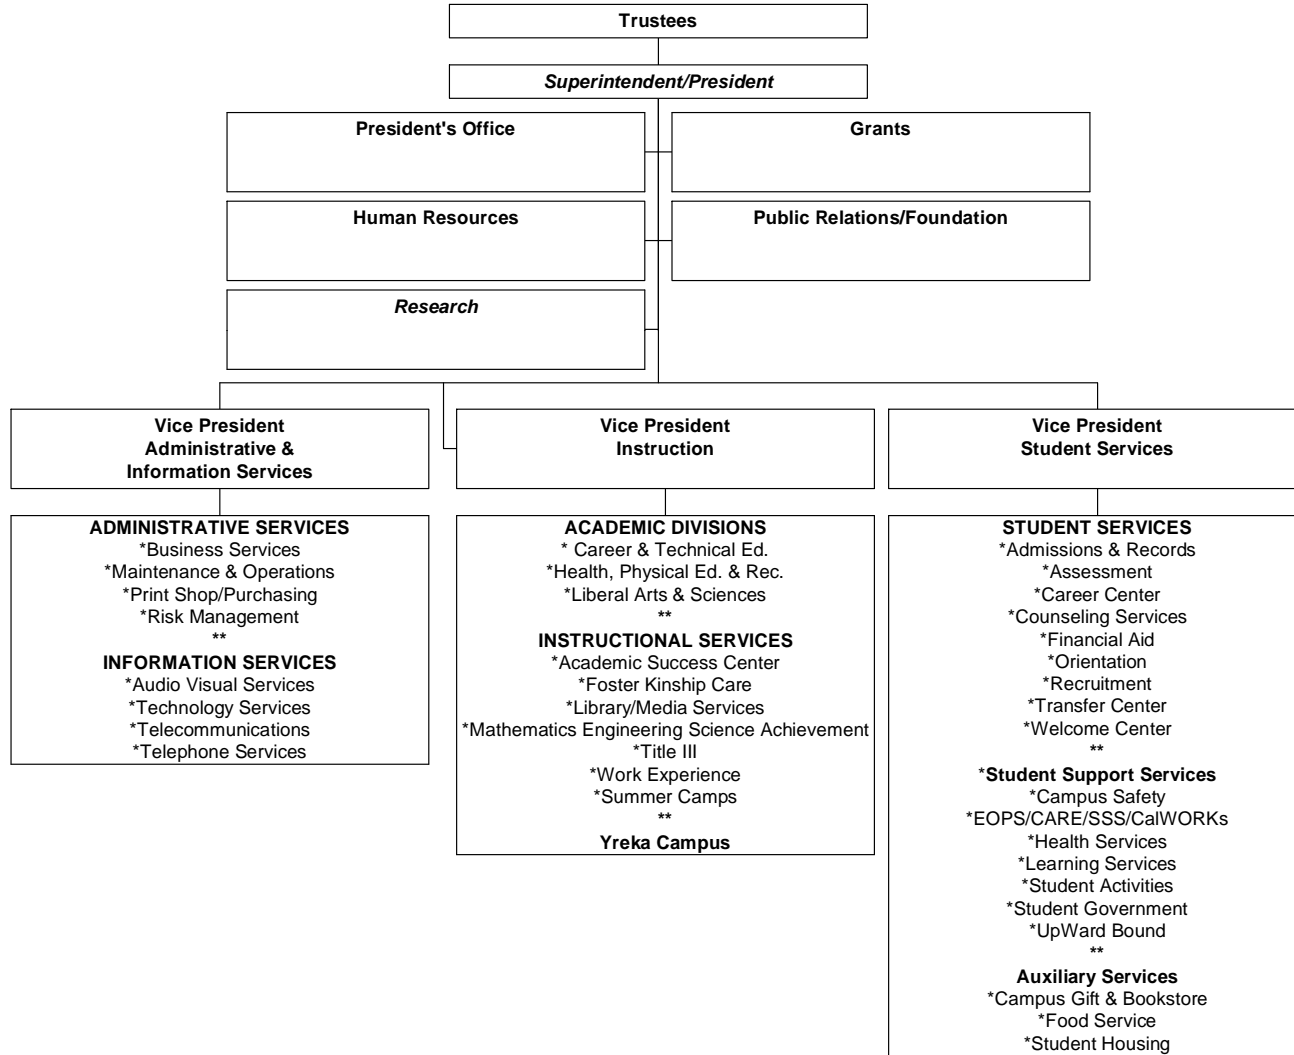 Trustees
Superintendent/President
President's Office
Grants
Human Resources
Public Relations/Foundation
Research
Vice President
Administrative &
Information Services
Vice President
Instruction
Vice President
Student Services
ADMINISTRATIVE SERVICES
*Business Services
*Maintenance & Operations
*Print Shop/Purchasing
*Risk Management
**
INFORMATION SERVICES
*Audio Visual Services
*Technology Services
*Telecommunications
*Telephone Services
ACADEMIC DIVISIONS
* Career & Technical Ed.
*Health, Physical Ed. & Rec.
*Liberal Arts & Sciences
**
INSTRUCTIONAL SERVICES
*Academic Success Center
*Foster Kinship Care
*Library/Media Services
*Mathematics Engineering Science Achievement
*Title III
*Work Experience
*Summer Camps
**
Yreka Campus
STUDENT SERVICES
*Admissions & Records
*Assessment
*Career Center
*Counseling Services
*Financial Aid
*Orientation
*Recruitment
*Transfer Center
*Welcome Center
**
*Student Support Services
*Campus Safety
*EOPS/CARE/SSS/CalWORKs
*Health Services
*Learning Services
*Student Activities
*Student Government
*UpWard Bound
**
Auxiliary Services
*Campus Gift & Bookstore
*Food Service
*Student Housing